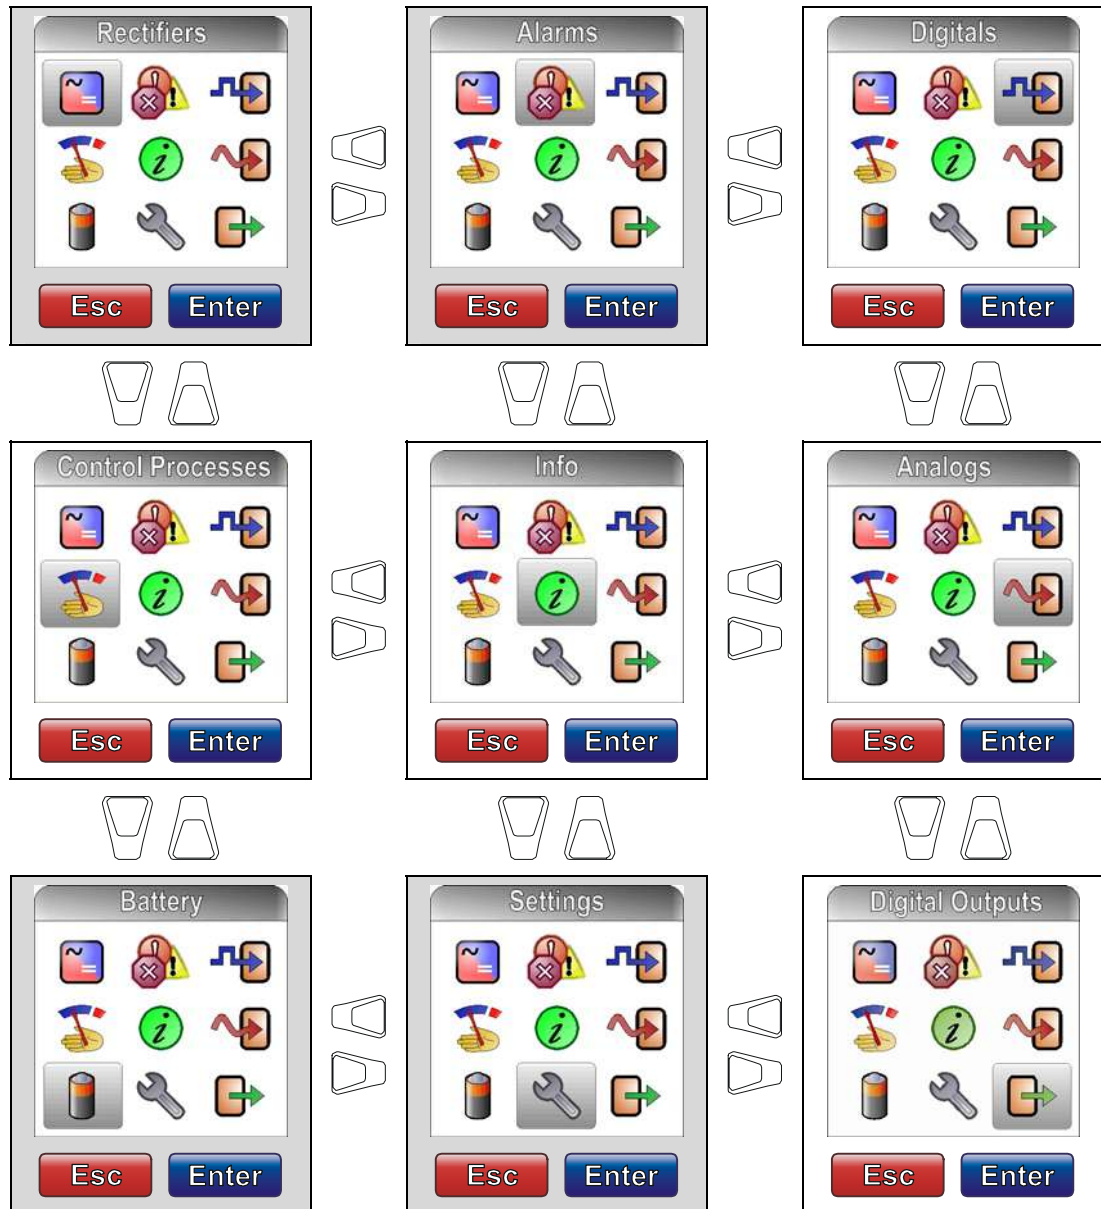 Rectifiers
Alarms
Digitals
Esc Enter
Esc Enter
Esc Enter
Control Processes
Info
Analogs
Esc Enter
Esc Enter
Esc Enter
Battery
Settings
Digital Outputs
Esc Enter
Esc Enter
Esc Enter